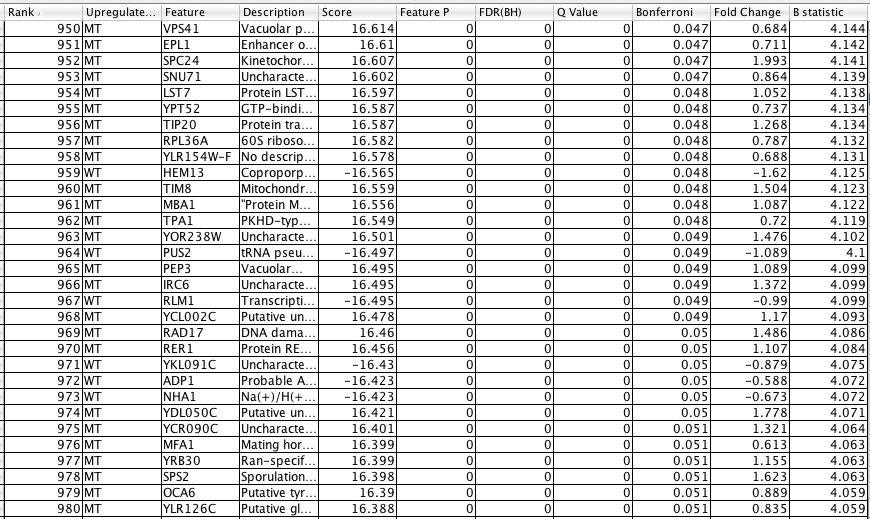 Rank Upregulate... Feature Description Score Feature P FDR(BH) Q Value Bonferroni Fold Change B statistic
950 MT VPS41 Vacuolar p... 16.614 0 0 0 0.047 0.684 4.144
951 MT EPL1 Enhancer o... 16.61 0 0 0 0.047 0.711 4.142
952 MT SPC24 Kinetochor... 16.607 0 0 0 0.047 1.993 4.141
953 MT SNU71 Uncharacte... 16.602 0 0 0 0.047 0.864 4.139
954 MT LST7 Protein LST... 16.597 0 0 0 0.048 1.052 4.138
955 MT YPT52 GTP-bindi... 16.587 0 0 0 0.048 0.737 4.134
956 MT TIP20 Protein tra... 16.587 0 0 0 0.048 1.268 4.134
957 MT RPL36A 60S riboso... 16.582 0 0 0 0.048 0.787 4.132
958 MT YLR154W-F No descrip... 16.578 0 0 0 0.048 0.688 4.131
959 WT HEM13 Coproporp... -16.565 0 0 0 0.048 -1.62 4.125
960 MT TIM8 Mitochondr... 16.559 0 0 0 0.048 1.504 4.123
961 MT MBA1 "Protein M... 16.556 0 0 0 0.048 1.087 4.122
962 MT TPA1 PKHD-typ... 16.549 0 0 0 0.048 0.72 4.119
963 MT YOR238W Uncharacte... 16.501 0 0 0 0.049 1.476 4.102
964 WT PUS2 tRNA pseu... -16.497 0 0 0 0.049 -1.089 4.1
965 MT PEP3 Vacuolar... 16.495 0 0 0 0.049 1.089 4.099
966 MT IRC6 Uncharacte... 16.495 0 0 0 0.049 1.372 4.099
967 WT RLM1 Transcripti... -16.495 0 0 0 0.049 -0.99 4.099
968 MT YCL002C Putative un... 16.478 0 0 0 0.049 1.17 4.093
969 MT RAD17 DNA dama... 16.46 0 0 0 0.05 1.486 4.086
970 MT RER1 Protein RE... 16.456 0 0 0 0.05 1.107 4.084
971 WT YKL091C Uncharacte... -16.43 0 0 0 0.05 -0.879 4.075
972 WT ADP1 Probable A... -16.423 0 0 0 0.05 -0.588 4.072
973 WT NHA1 Na(+)/H(+... -16.423 0 0 0 0.05 -0.673 4.072
974 MT YDL050C Putative un... 16.421 0 0 0 0.05 1.778 4.071
975 MT YCR090C Uncharacte... 16.401 0 0 0 0.051 1.321 4.064
976 MT MFA1 Mating hor... 16.399 0 0 0 0.051 0.613 4.063
977 MT YRB30 Ran-specif... 16.399 0 0 0 0.051 1.155 4.063
978 MT SPS2 Sporulation... 16.398 0 0 0 0.051 1.623 4.063
979 MT OCA6 Putative tyr... 16.39 0 0 0 0.051 0.889 4.059
980 MT YLR126C Putative gl... 16.388 0 0 0 0.051 0.835 4.059